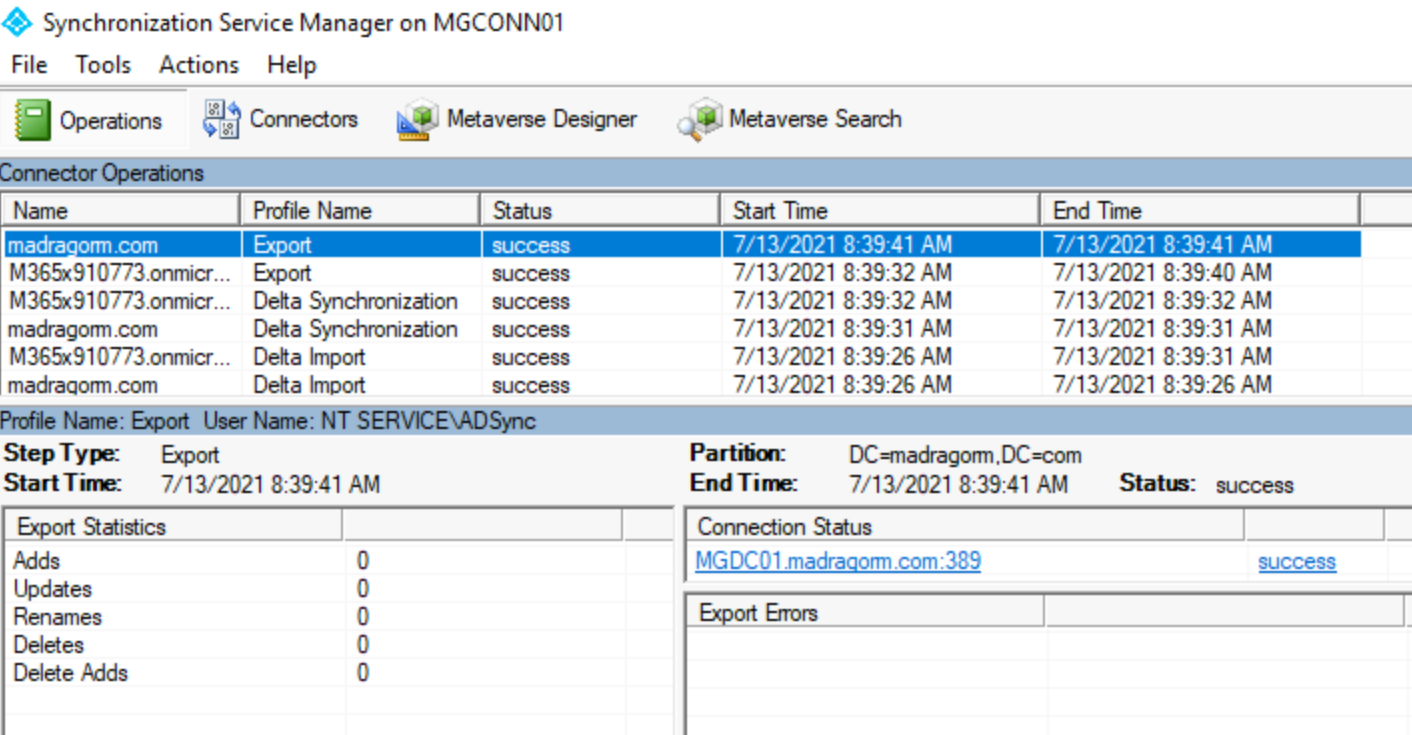 Synchronization Service Manager on MGCONN01
File Tools Actions Help
Operations Connectors Metaverse Designer Metaverse Search
Connector Operations
Name Profile Name Status Start Time End Time
madragorm.com Export success 7/13/2021 8:39:41 AM 7/13/2021 8:39:41 AM
M365x910773.onmicr... Export success 7/13/2021 8:39:32 AM 7/13/2021 8:39:40 AM
M365x910773.onmicr... Delta Synchronization success 7/13/2021 8:39:32 AM 7/13/2021 8:39:32 AM
madragorm.com Delta Synchronization success 7/13/2021 8:39:31 AM 7/13/2021 8:39:31 AM
M365x910773.onmicr... Delta Import success 7/13/2021 8:39:26 AM 7/13/2021 8:39:31 AM
madragorm.com Delta Import success 7/13/2021 8:39:26 AM 7/13/2021 8:39:26 AM
Profile Name: Export User Name: NT SERVICE\ADSync
Step Type: Export Partition: DC=madragorm,DC=com
Start Time: 7/13/2021 8:39:41 AM End Time: 7/13/2021 8:39:41 AM Status: success
Export Statistics
Adds 0
Updates 0
Renames 0
Deletes 0
Delete Adds 0
Connection Status
MGDC01.madragorm.com:389 success
Export Errors